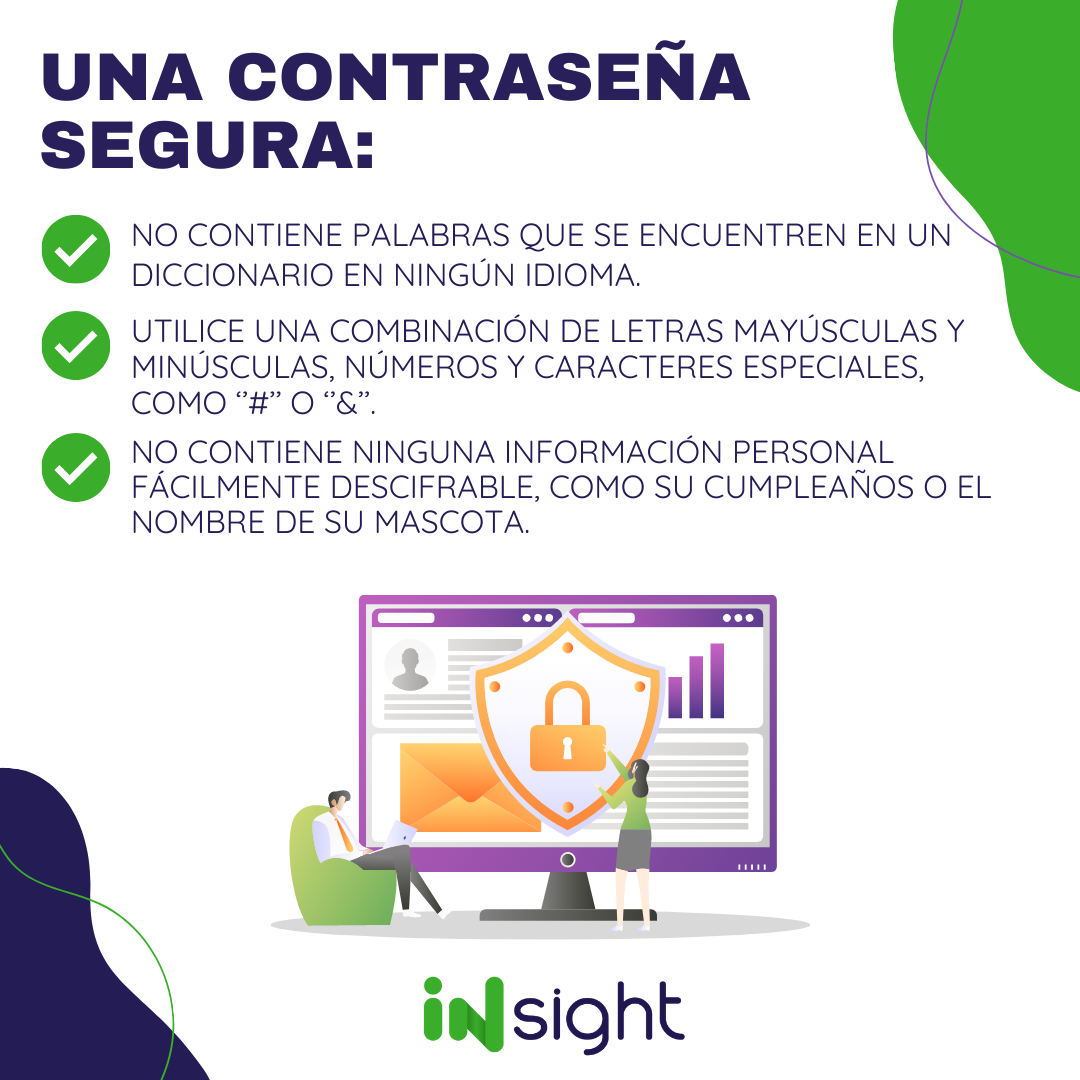 UNA CONTRASEÑA
SEGURA:
NO CONTIENE PALABRAS QUE SE ENCUENTREN EN UN
DICCIONARIO EN NINGÚN IDIOMA.
UTILICE UNA COMBINACIÓN DE LETRAS MAYÚSCULAS Y
MINÚSCULAS, NÚMEROS Y CARACTERES ESPECIALES,
COMO “#” O “&”.
NO CONTIENE NINGUNA INFORMACIÓN PERSONAL
FÁCILMENTE DESCIFRABLE, COMO SU CUMPLEAÑOS O EL
NOMBRE DE SU MASCOTA.
iNsight